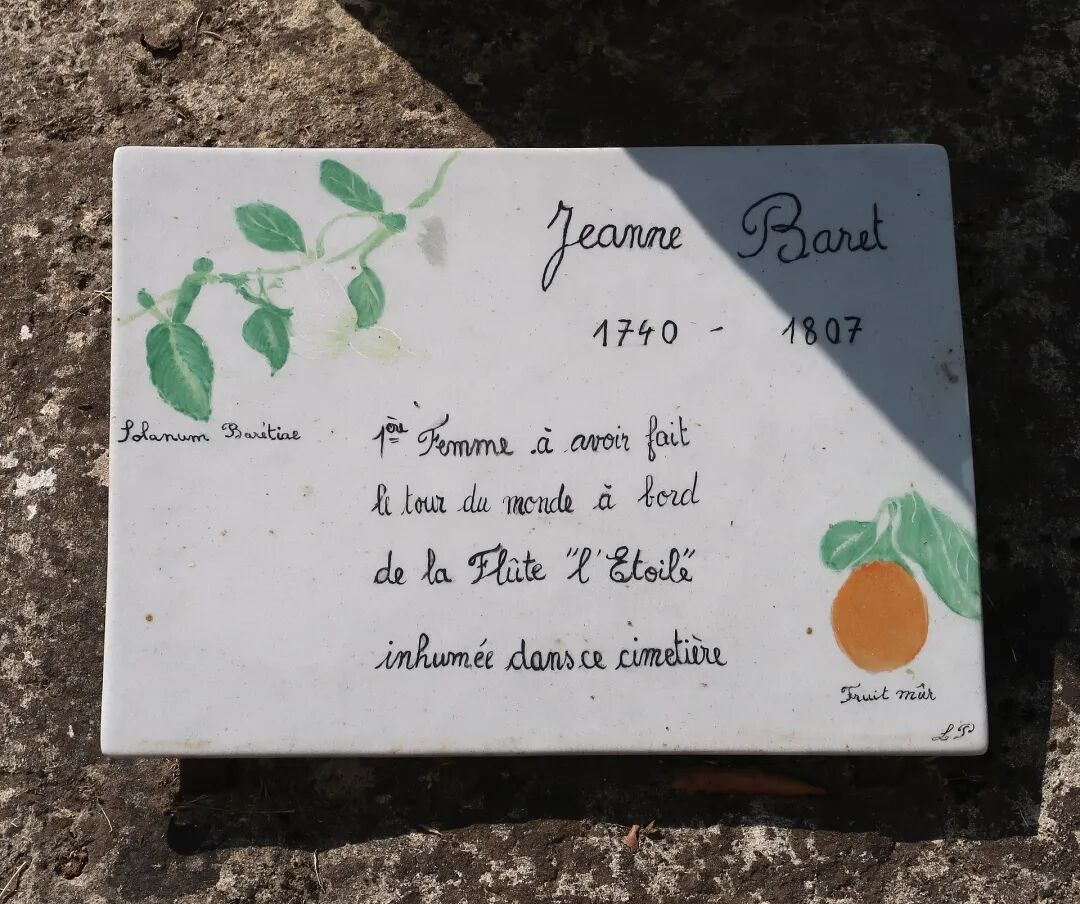 Jeanne Baret
1740 - 1807
Solanum Barétiae
1ère Femme à avoir fait
le tour du monde à bord
de la Flûte "l'Etoile"
inhumée dans ce cimetière
Fruit mûr
LP